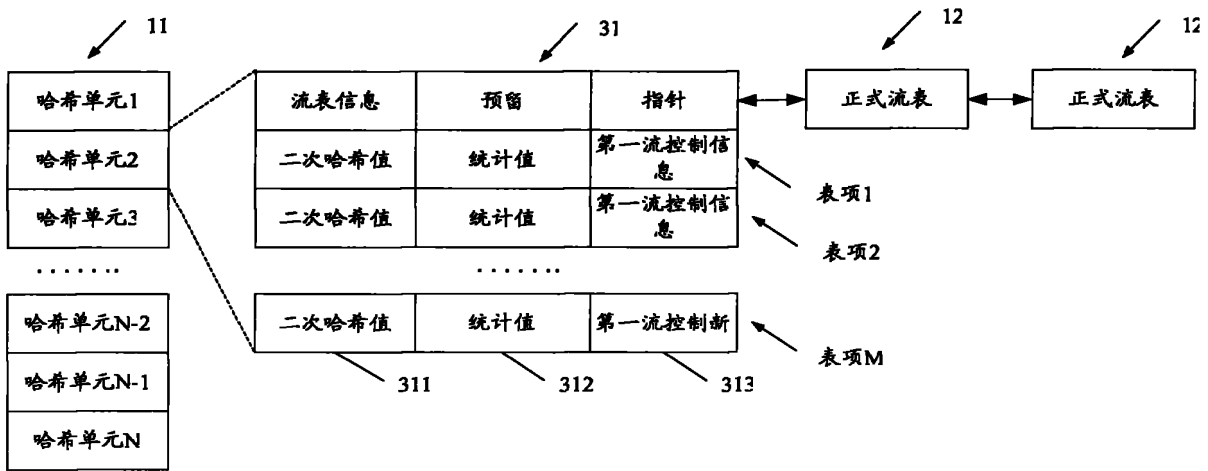 11
31
12
12
哈希单元1
流表信息
预留
指针
正式流表
正式流表
哈希单元2
二次哈希值
统计值
第一流控制信
息
表项1
哈希单元3
二次哈希值
统计值
第一流控制信
息
表项2
·······
·······
哈希单元N-2
二次哈希值
统计值
第一流控制新
表项M
哈希单元N-1
311
312
313
哈希单元N